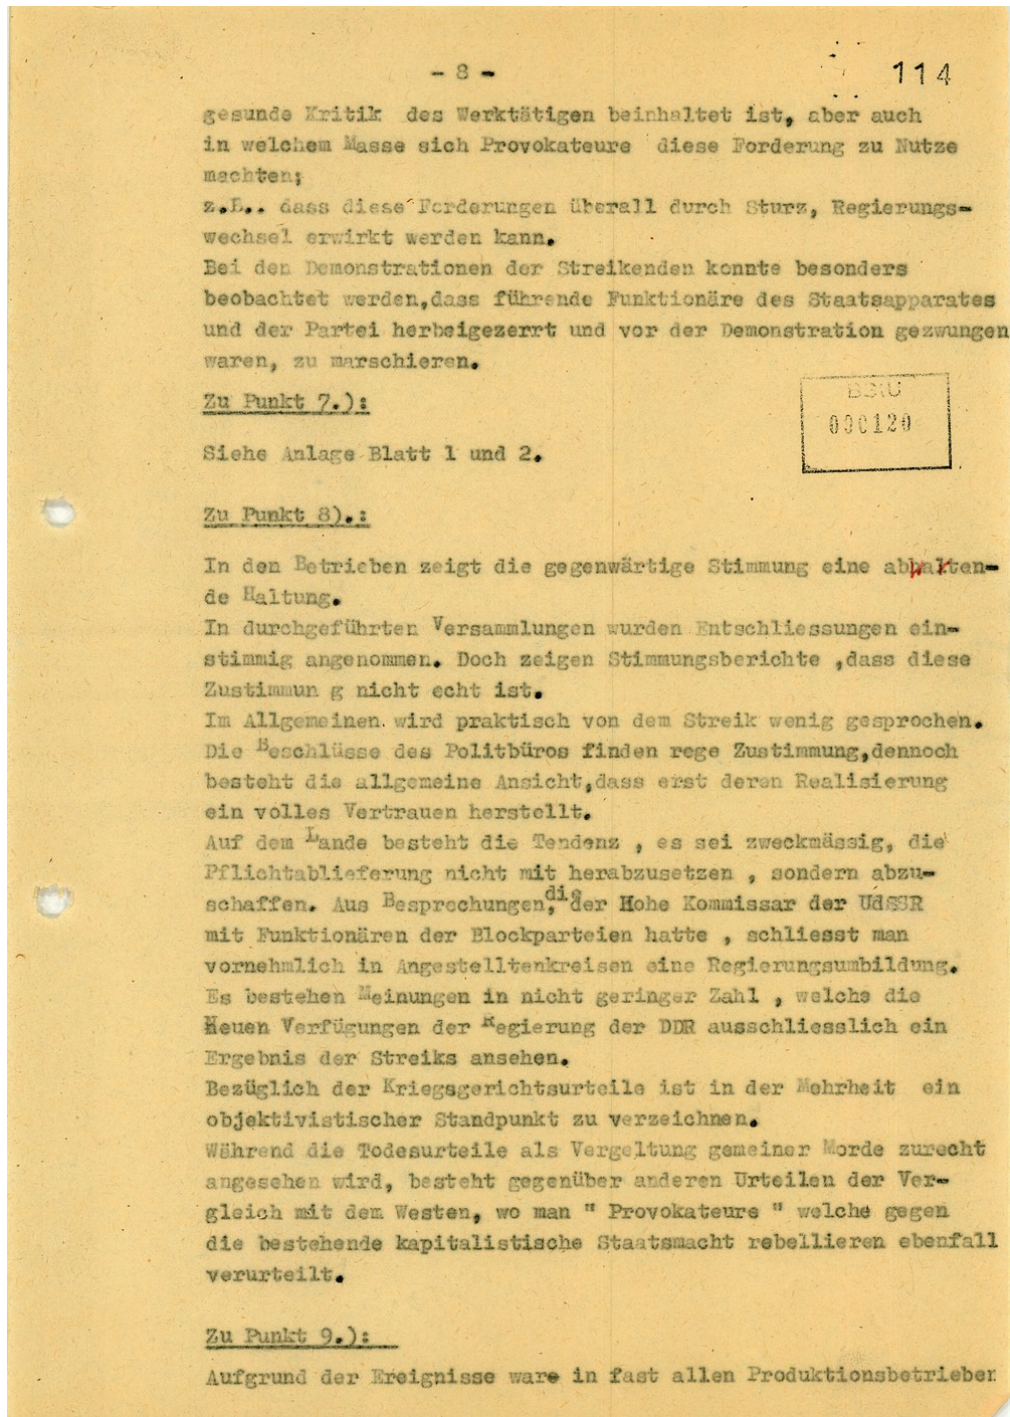 - 8 -
114
gesunde Kritik des Werktätigen beinhaltet ist, aber auch
in welchem Masse sich Provokateure diese Forderung zu Nutze
machten;
z.B.. dass diese Forderungen überall durch Sturz, Regierungs-
wechsel erwirkt werden kann.
Bei den Demonstrationen der Streikenden konnte besonders
beobachtet werden,dass führende Funktionäre des Staatsapparates
und der Partei herbeigezerrt und vor der Demonstration gezwungen
waren, zu marschieren.
Zu Punkt 7.):
BStU
000120
Siehe Anlage Blatt 1 und 2.
Zu Punkt 8).:
In den Betrieben zeigt die gegenwärtige Stimmung eine
de Haltung.
In durchgeführten Versammlungen wurden Entschliessungen ein-
stimmig angenommen. Doch zeigen Stimmungsberichte ,dass diese
Zustimmun g nicht echt ist.
Im Allgemeinen wird praktisch von dem Streik wenig gesprochen.
Die Beschlüsse des Politbüros finden rege Zustimmung,dennoch
besteht die allgemeine Ansicht,dass erst deren Realisierung
ein volles Vertrauen herstellt.
Auf dem Lande besteht die Tendenz , es sei zweckmässig, die
Pflichtablieferung nicht mit herabzusetzen , sondern abzu-
schaffen. Aus Besprechungen, die der Hohe Kommissar der UdSSR
mit Funktionären der Blockparteien hatte , schliesst man
vornehmlich in Angestelltenkreisen eine Regierungsumbildung.
Es bestehen Meinungen in nicht geringer Zahl , welche die
Neuen Verfügungen der Regierung der DDR ausschliesslich ein
Ergebnis der Streiks ansehen.
Bezüglich der Kriegsgerichtsurteile ist in der Mehrheit ein
objektivistischer Standpunkt zu verzeichnen.
Während die Todesurteile als Vergeltung gemeiner Morde zurecht
angesehen wird, besteht gegenüber anderen Urteilen der Ver-
gleich mit dem Westen, wo man " Provokateure " welche gegen
die bestehende kapitalistische Staatsmacht rebellieren ebenfall
verurteilt.
Zu Punkt 9.):
Aufgrund der Ereignisse ware in fast allen Produktionsbetrieben